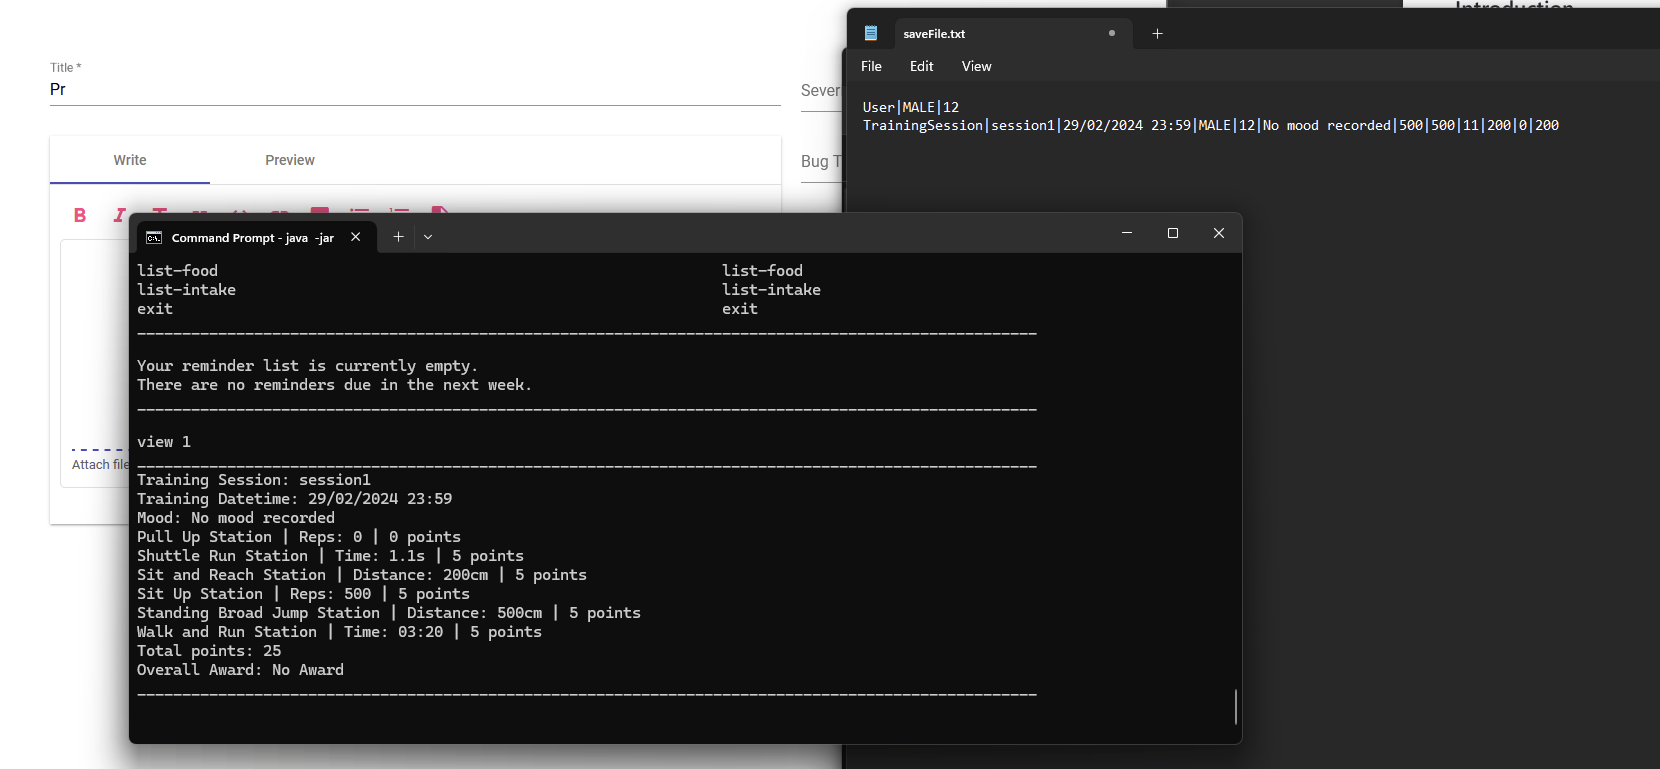 Introduction
saveFile.txt
File Edit View
User|MALE|12
TrainingSession|session1|29/02/2024 23:59|MALE|12|No mood recorded|500|500|11|200|0|200
Title *
Pr
Sever
Write Preview
Bug T
B I
Attach file
Command Prompt - java -jar
list-food list-food
list-intake list-intake
exit exit
Your reminder list is currently empty.
There are no reminders due in the next week.
view 1
Training Session: session1
Training Datetime: 29/02/2024 23:59
Mood: No mood recorded
Pull Up Station | Reps: 0 | 0 points
Shuttle Run Station | Time: 1.1s | 5 points
Sit and Reach Station | Distance: 200cm | 5 points
Sit Up Station | Reps: 500 | 5 points
Standing Broad Jump Station | Distance: 500cm | 5 points
Walk and Run Station | Time: 03:20 | 5 points
Total points: 25
Overall Award: No Award